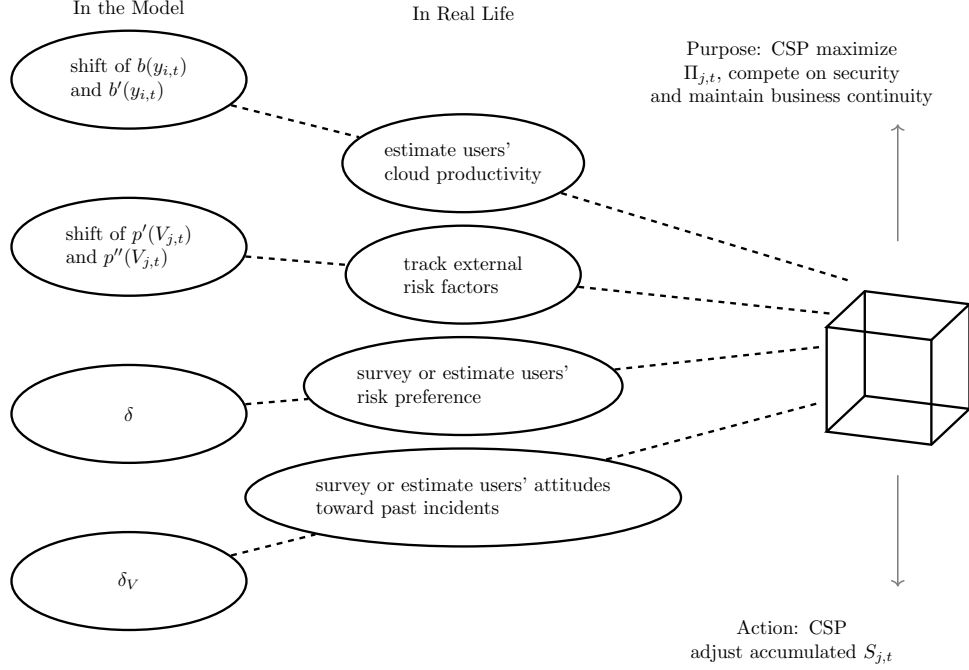 In the Model
In Real Life
shift of b(y_{i,t})
and b'(y_{i,t})
estimate users'
cloud productivity
Purpose: CSP maximize
Π_{j,t}, compete on security
and maintain business continuity
shift of p'(V_{j,t})
and p''(V_{j,t})
track external
risk factors
δ
survey or estimate users'
risk preference
survey or estimate users' attitudes
toward past incidents
δ_V
Action: CSP
adjust accumulated S_{j,t}